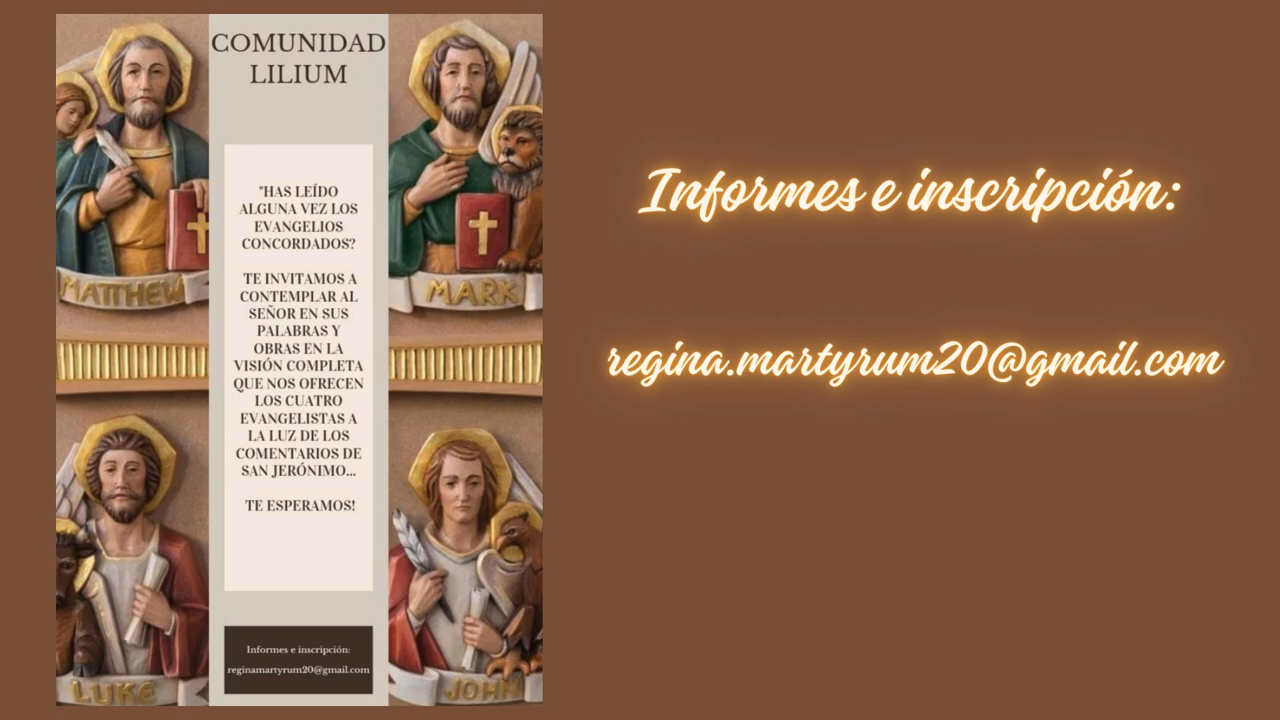 COMUNIDAD
LILIUM
"HAS LEÍDO
ALGUNA VEZ LOS
EVANGELIOS
CONCORDADOS?
TE INVITAMOS A
CONTEMPLAR AL
SEÑOR EN SUS
PALABRAS Y
OBRAS EN LA
VISIÓN COMPLETA
QUE NOS OFRECEN
LOS CUATRO
EVANGELISTAS A
LA LUZ DE LOS
COMENTARIOS DE
SAN JERÓNIMO...
TE ESPERAMOS!
Informes e inscripción:
reginamartyrum20@gmail.com
MATTHEW
MARK
LUKE
JOHN
Informes e inscripción:
regina.martyrum20@gmail.com